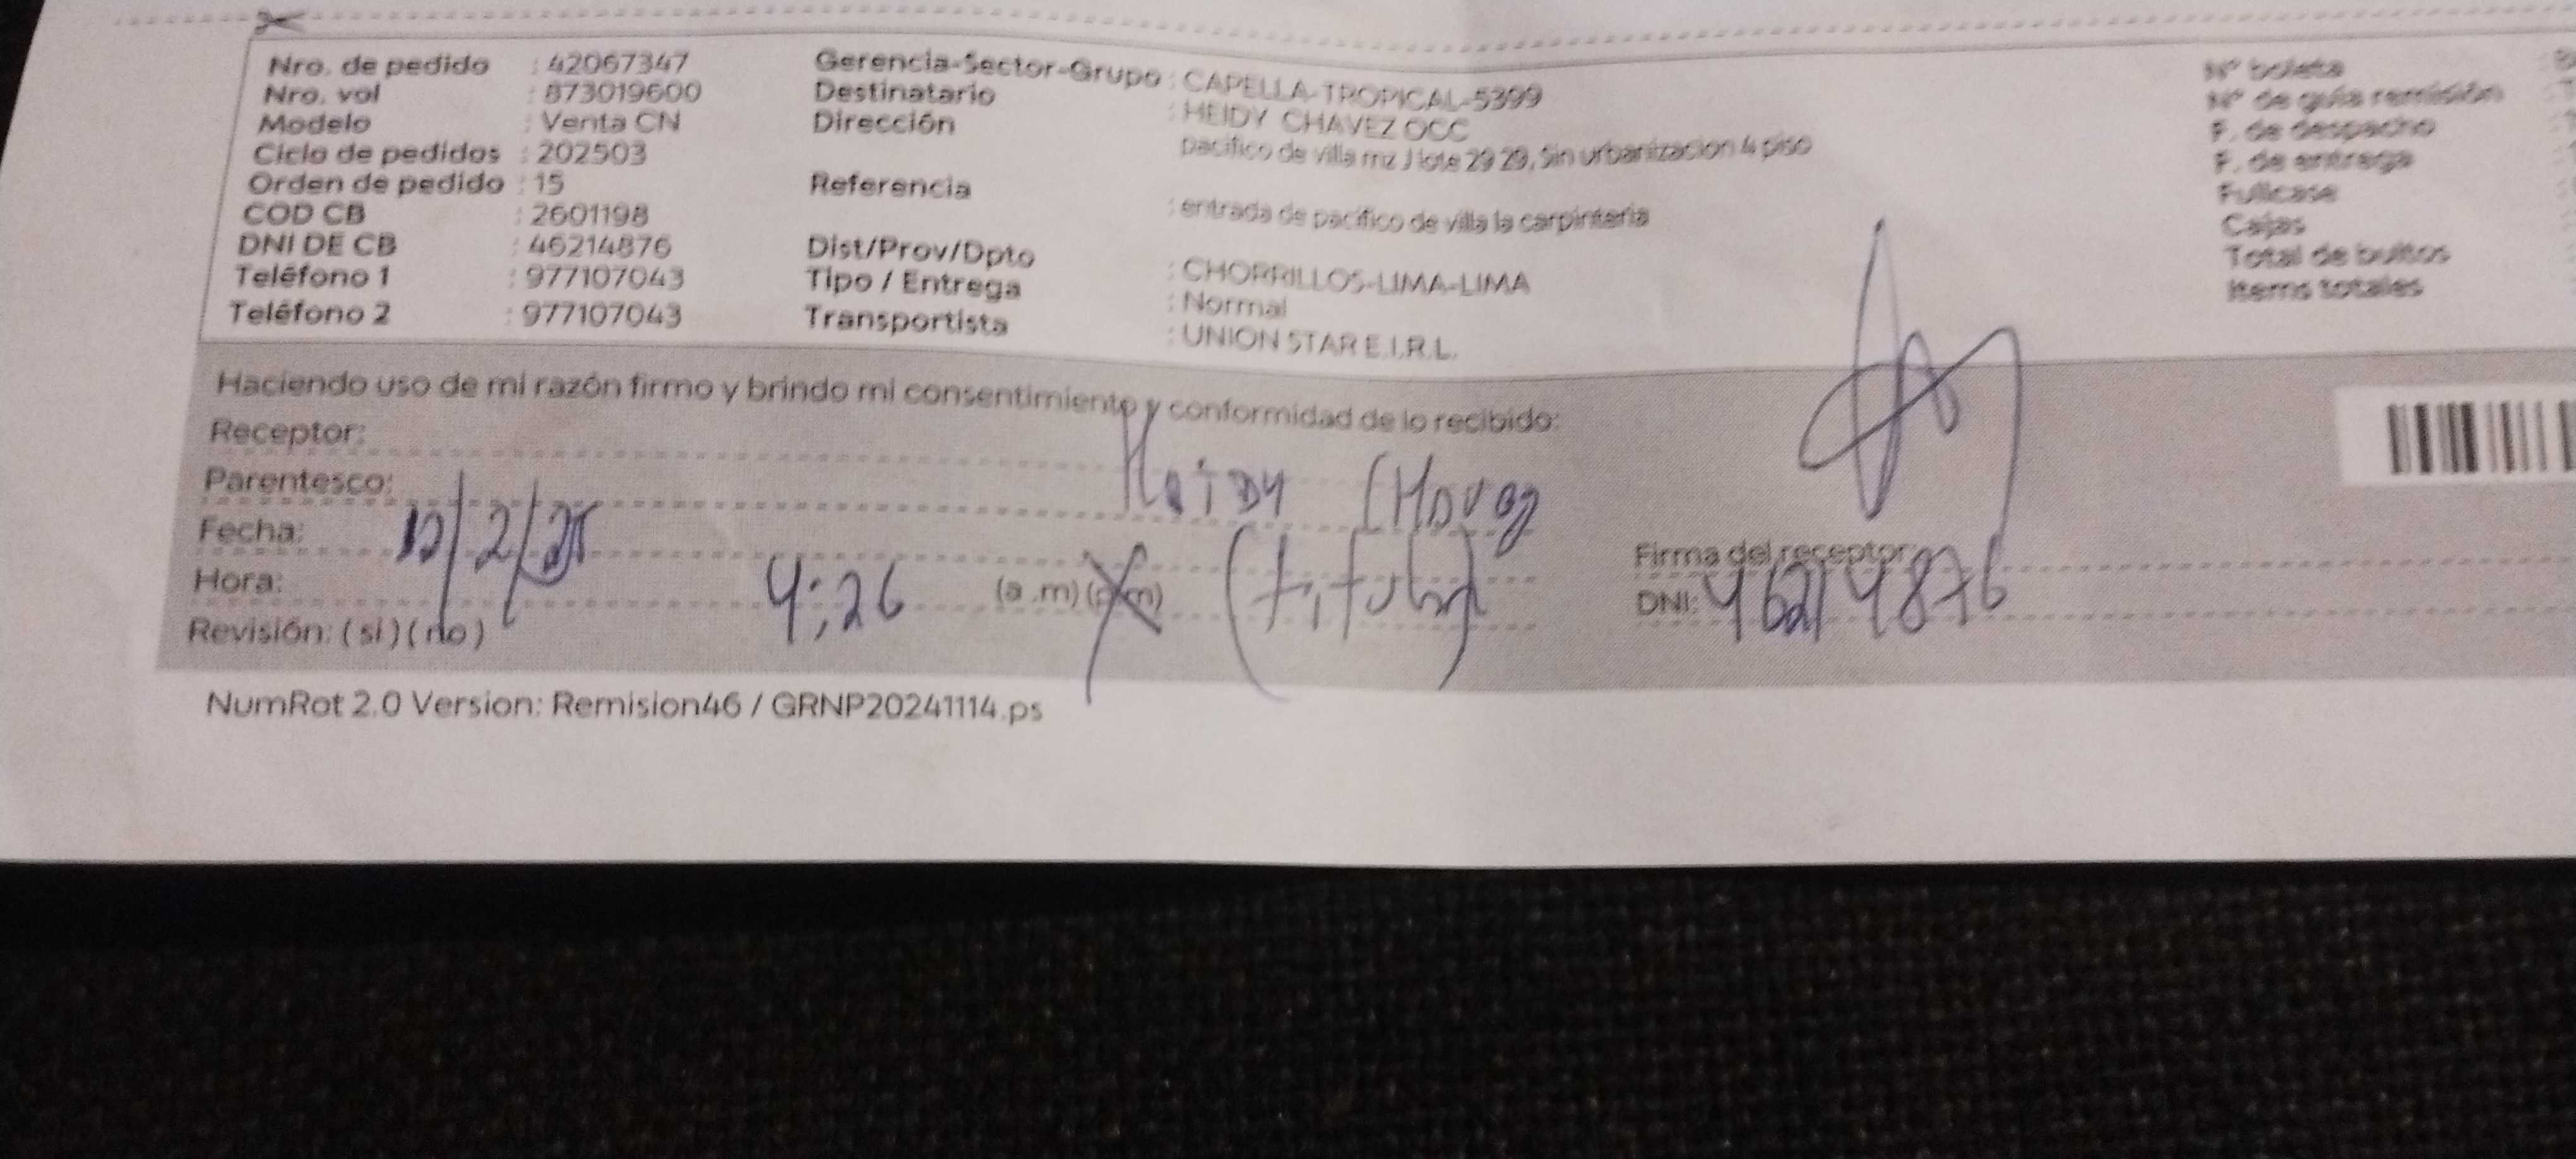 Nro. de pedido : 42067347
Nro. vol : 873019600
Modelo : Venta CN
Ciclo de pedidos : 202503
Orden de pedido : 15
COD CB : 2601198
DNI DE CB : 46214876
Teléfono 1 : 977107043
Teléfono 2 : 977107043
Gerencia-Sector-Grupo : CAPELLA-TROPICAL-5399
Destinatario : HEIDY CHAVEZ OCC
Dirección : pacifico de villa mz J lote 29 29, Sin urbanizacion 4 piso
Referencia : entrada de pacifico de villa la carpinteria
Dist/Prov/Dpto : CHORRILLOS-LIMA-LIMA
Tipo / Entrega : Normal
Transportista : UNION STAR E.I.R.L.
N° boleta
N° de guía remisión
F. de despacho
F. de entrega
Fullcase
Cajas
Total de bultos
Items totales
Haciendo uso de mi razón firmo y brindo mi consentimiento y conformidad de lo recibido:
Receptor:
Parentesco:
Fecha: 12/2/25
Hora: 4:26 (a .m) (p.m)
Revisión: (si) (no)
Firma del receptor:
DNI: 46214876
NumRot 2.0 Version: Remision46 / GRNP20241114.ps